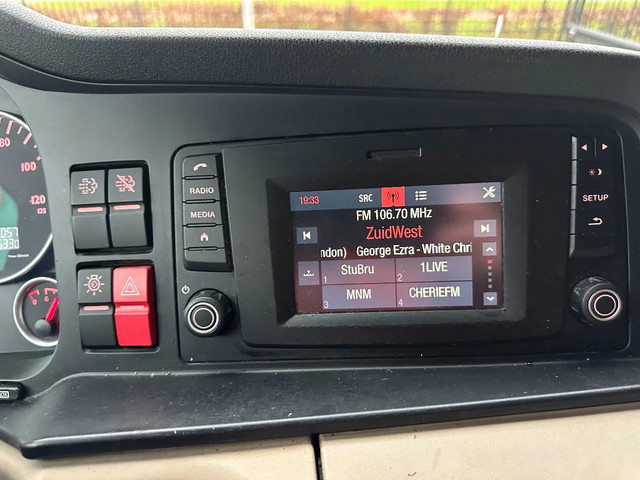 80
100
120
125
RADIO
MEDIA
SETUP
19:33
SRC
FM 106.70 MHz
ZuidWest
ndon) George Ezra - White Chri
1 StuBru
2 1LIVE
3 MNM
4 CHERIEFM